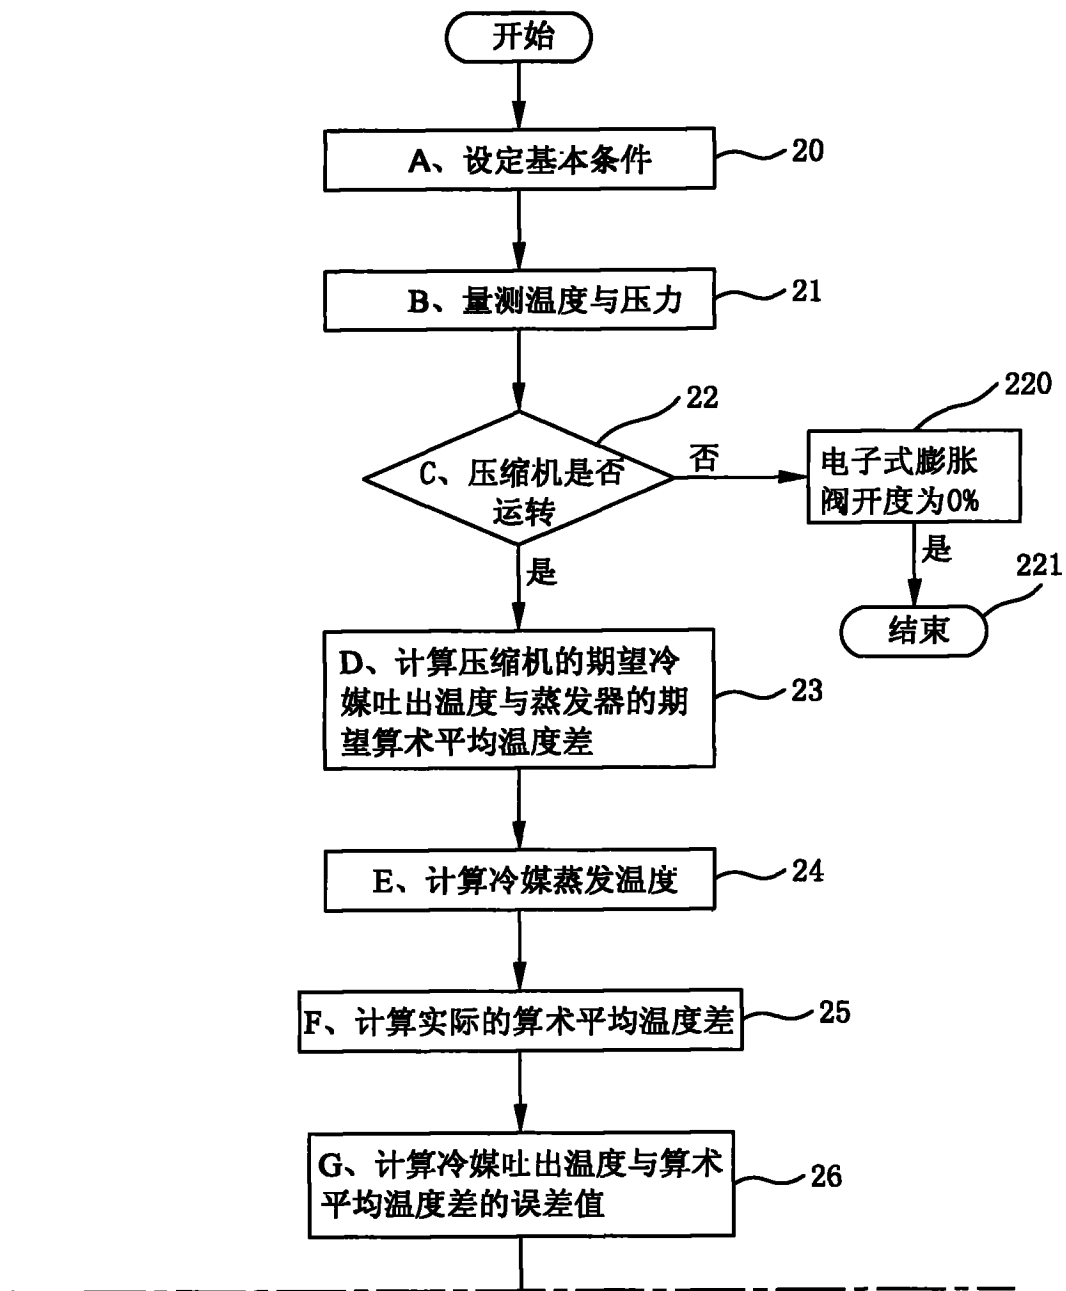 开始
A、设定基本条件
20
B、量测温度与压力
21
22
C、压缩机是否
运转
否
220
电子式膨胀
阀开度为0%
是
221
结束
是
D、计算压缩机的期望冷
媒吐出温度与蒸发器的期
望算术平均温度差
23
E、计算冷媒蒸发温度
24
F、计算实际的算术平均温度差
25
G、计算冷媒吐出温度与算术
平均温度差的误差值
26